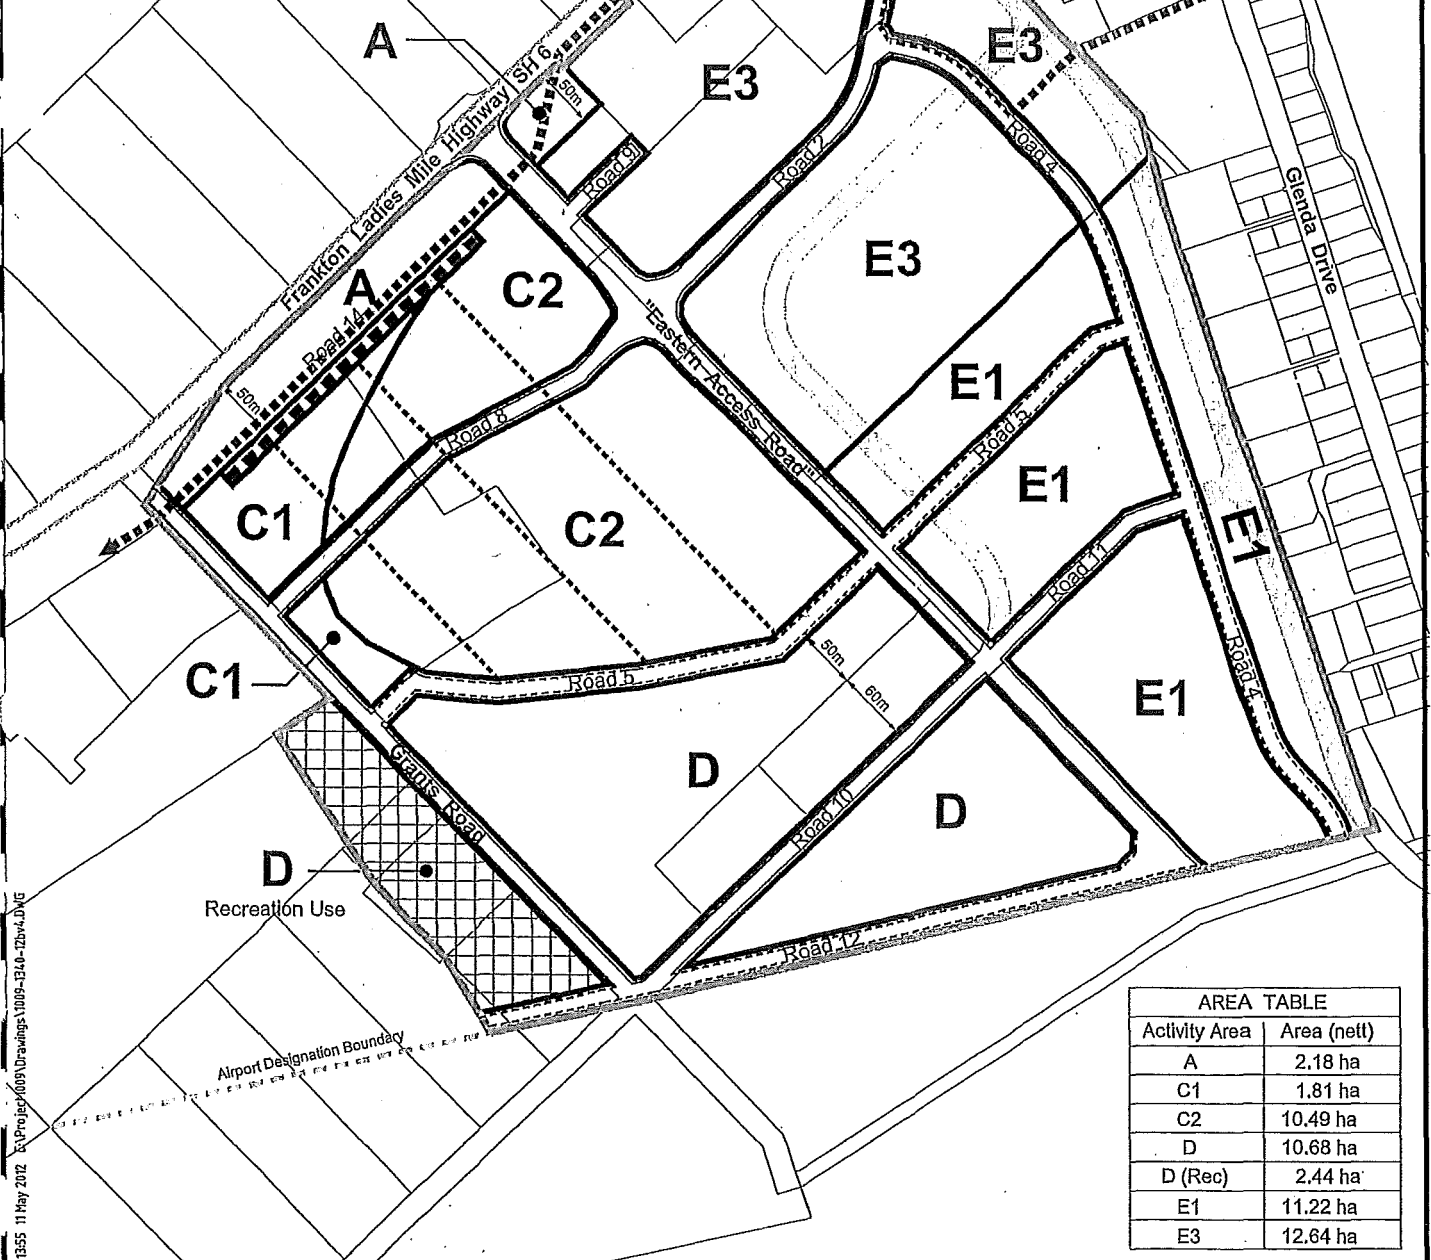 A
E3
E3
Frankton Ladies Mile Highway SH 6
50m
Road 9
Road 2
Road 4
Glenda Drive
A
C2
E3
Road 14
50m
"Eastern Access Road"
E1
Road 8
Road 5
C1
C2
E1
E1
Road 11
C1
Road 5
50m
60m
Road 4
E1
D
Grants Road
Road 10
D
D
Recreation Use
Road 12
Airport Designation Boundary
AREA TABLE
Activity Area Area (nett)
A 2.18 ha
C1 1.81 ha
C2 10.49 ha
D 10.68 ha
D (Rec) 2.44 ha
E1 11.22 ha
E3 12.64 ha
13:55 11 May 2012